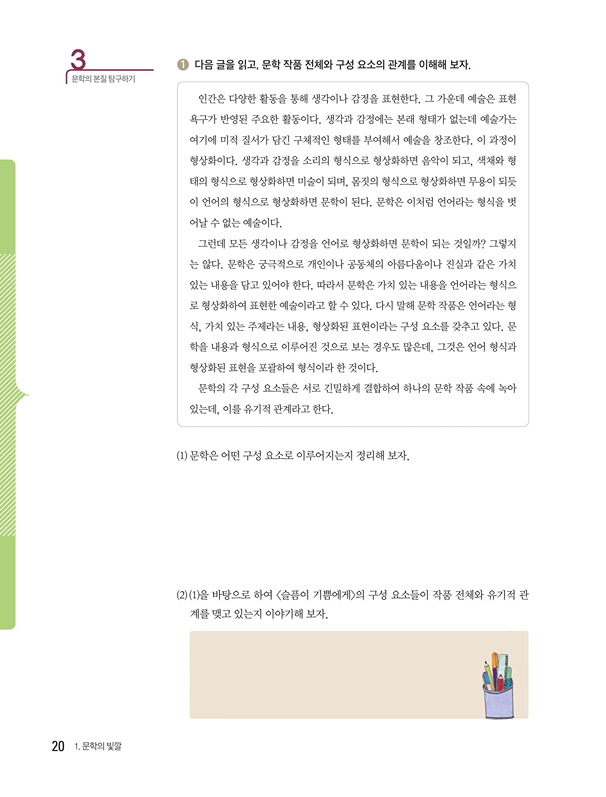 3
문학의 본질 탐구하기
1 다음 글을 읽고, 문학 작품 전체와 구성 요소의 관계를 이해해 보자.
인간은 다양한 활동을 통해 생각이나 감정을 표현한다. 그 가운데 예술은 표현
욕구가 반영된 주요한 활동이다. 생각과 감정에는 본래 형태가 없는데 예술가는
여기에 미적 질서가 담긴 구체적인 형태를 부여해서 예술을 창조한다. 이 과정이
형상화이다. 생각과 감정을 소리의 형식으로 형상화하면 음악이 되고, 색채와 형
태의 형식으로 형상화하면 미술이 되며, 몸짓의 형식으로 형상화하면 무용이 되듯
이 언어의 형식으로 형상화하면 문학이 된다. 문학은 이처럼 언어라는 형식을 벗
어날 수 없는 예술이다.
그런데 모든 생각이나 감정을 언어로 형상화하면 문학이 되는 것일까? 그렇지
는 않다. 문학은 궁극적으로 개인이나 공동체의 아름다움이나 진실과 같은 가치
있는 내용을 담고 있어야 한다. 따라서 문학은 가치 있는 내용을 언어라는 형식으
로 형상화하여 표현한 예술이라고 할 수 있다. 다시 말해 문학 작품은 언어라는 형
식, 가치 있는 주제라는 내용, 형상화된 표현이라는 구성 요소를 갖추고 있다. 문
학을 내용과 형식으로 이루어진 것으로 보는 경우도 많은데, 그것은 언어 형식과
형상화된 표현을 포괄하여 형식이라 한 것이다.
문학의 각 구성 요소들은 서로 긴밀하게 결합하여 하나의 문학 작품 속에 녹아
있는데, 이를 유기적 관계라고 한다.
(1) 문학은 어떤 구성 요소로 이루어지는지 정리해 보자.
(2) (1)을 바탕으로 하여 〈슬픔이 기쁨에게〉의 구성 요소들이 작품 전체와 유기적 관
계를 맺고 있는지 이야기해 보자.
20 1. 문학의 빛깔